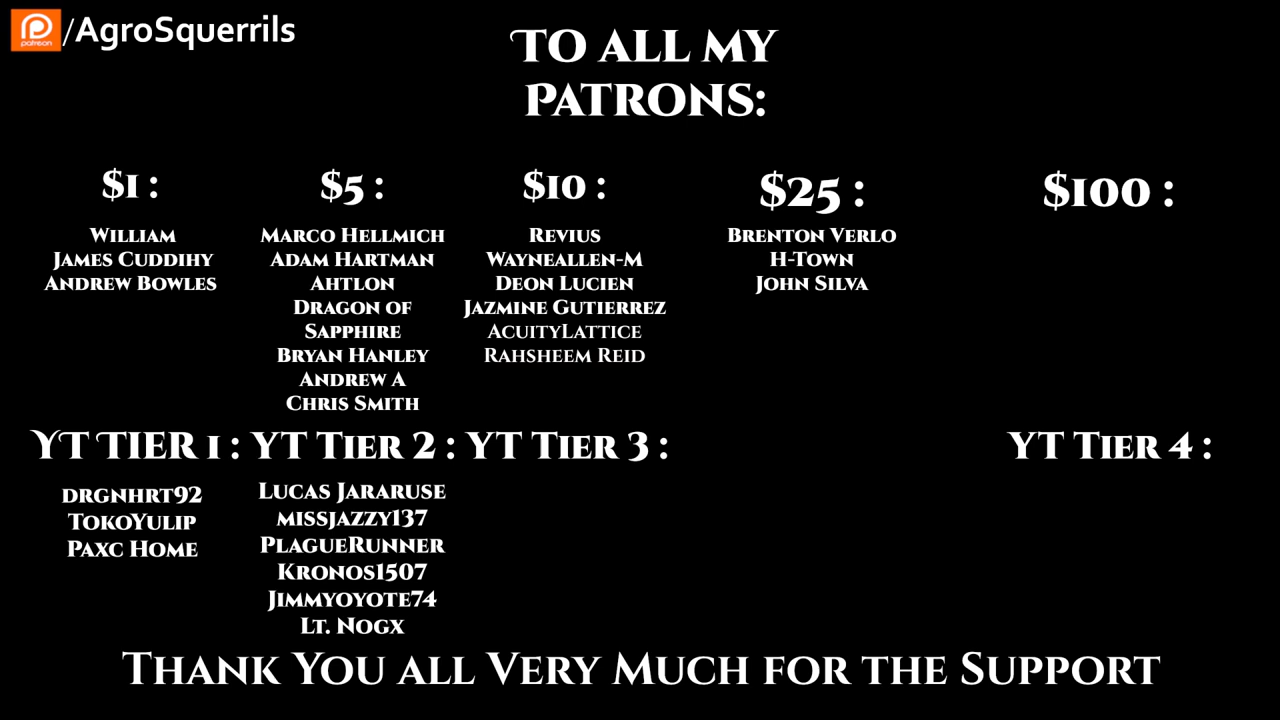 patreon
/AgroSquerrils
To all my
Patrons:
$1 :
William
James Cuddihy
Andrew Bowles
$5 :
Marco Hellmich
Adam Hartman
Ahtlon
Dragon of
Sapphire
Bryan Hanley
Andrew A
Chris Smith
$10 :
Revius
Wayneallen-M
Deon Lucien
Jazmine Gutierrez
AcuityLattice
Rahsheem Reid
$25 :
Brenton Verlo
H-Town
John Silva
$100 :
YT Tier 1 :
drgnhrt92
TokoYulip
Paxc Home
YT Tier 2 :
Lucas Jararuse
missjazzy137
PlagueRunner
Kronos1507
Jimmyoyote74
Lt. Nogx
YT Tier 3 :
YT Tier 4 :
Thank You all Very Much for the Support